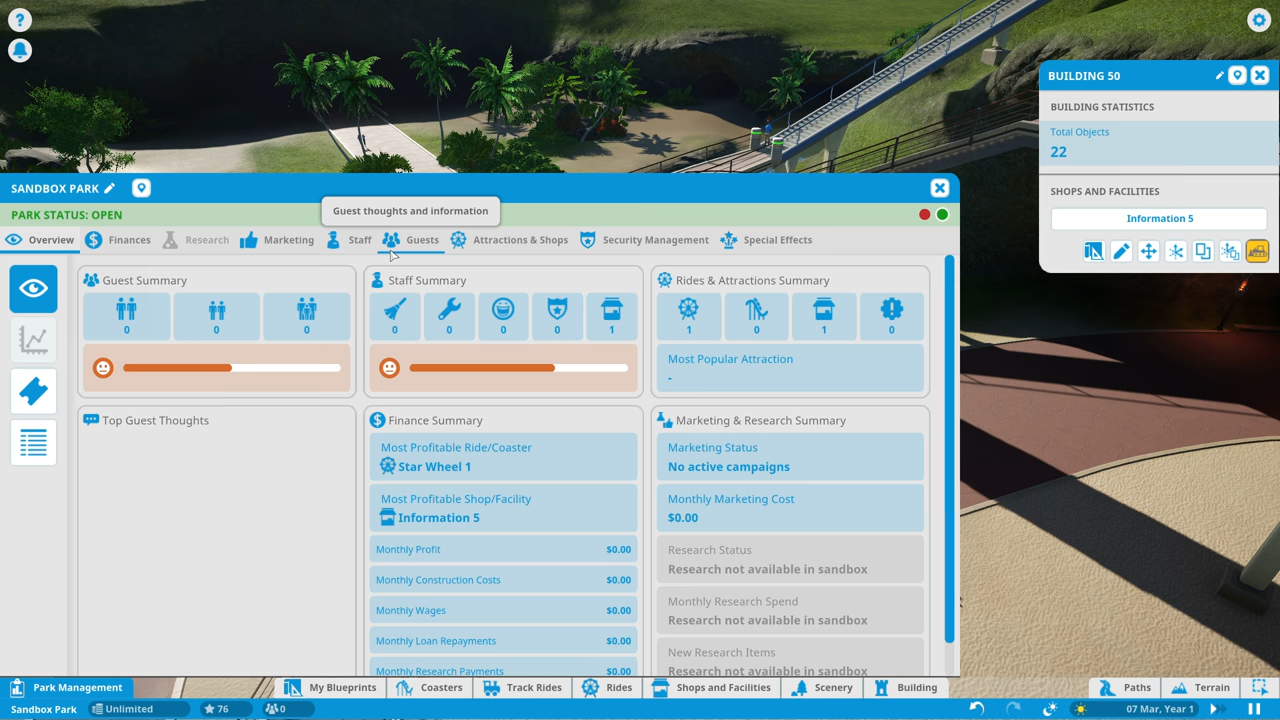 ?
BUILDING 50
BUILDING STATISTICS
Total Objects
22
SHOPS AND FACILITIES
Information 5
SANDBOX PARK
Guest thoughts and information
PARK STATUS: OPEN
Overview
Finances
Research
Marketing
Staff
Guests
Attractions & Shops
Security Management
Special Effects
Guest Summary
0
0
0
Staff Summary
0
0
0
0
1
Rides & Attractions Summary
1
0
1
0
Most Popular Attraction
-
Top Guest Thoughts
Finance Summary
Most Profitable Ride/Coaster
Star Wheel 1
Most Profitable Shop/Facility
Information 5
Monthly Profit $0.00
Monthly Construction Costs $0.00
Monthly Wages $0.00
Monthly Loan Repayments $0.00
Monthly Research Payments $0.00
Marketing & Research Summary
Marketing Status
No active campaigns
Monthly Marketing Cost
$0.00
Research Status
Research not available in sandbox
Monthly Research Spend
Research not available in sandbox
New Research Items
Research not available in sandbox
Park Management
My Blueprints
Coasters
Track Rides
Rides
Shops and Facilities
Scenery
Building
Paths
Terrain
Sandbox Park
Unlimited
76
0
07 Mar, Year 1